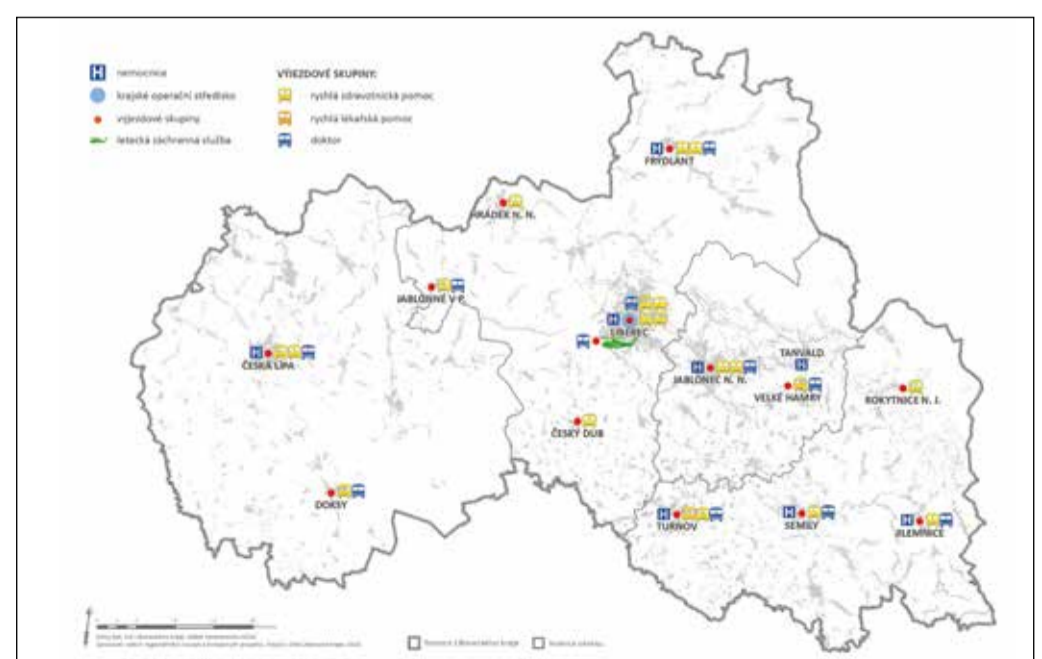 nemocnice
krajské operační středisko
výjezdové skupiny
letecká záchranná služba
VÝJEZDOVÉ SKUPINY:
rychlá zdravotnická pomoc
rychlá lékařská pomoc
doktor
FRÝDLANT
HRÁDEK N. N.
JABLONNÉ V P.
LIBEREC
ČESKÁ LÍPA
TANVALD
JABLONEC N. N.
VELKÉ HAMRY
ROKYTNICE N. J.
ČESKÝ DUB
DOKSY
TURNOV
SEMILY
JILEMNICE